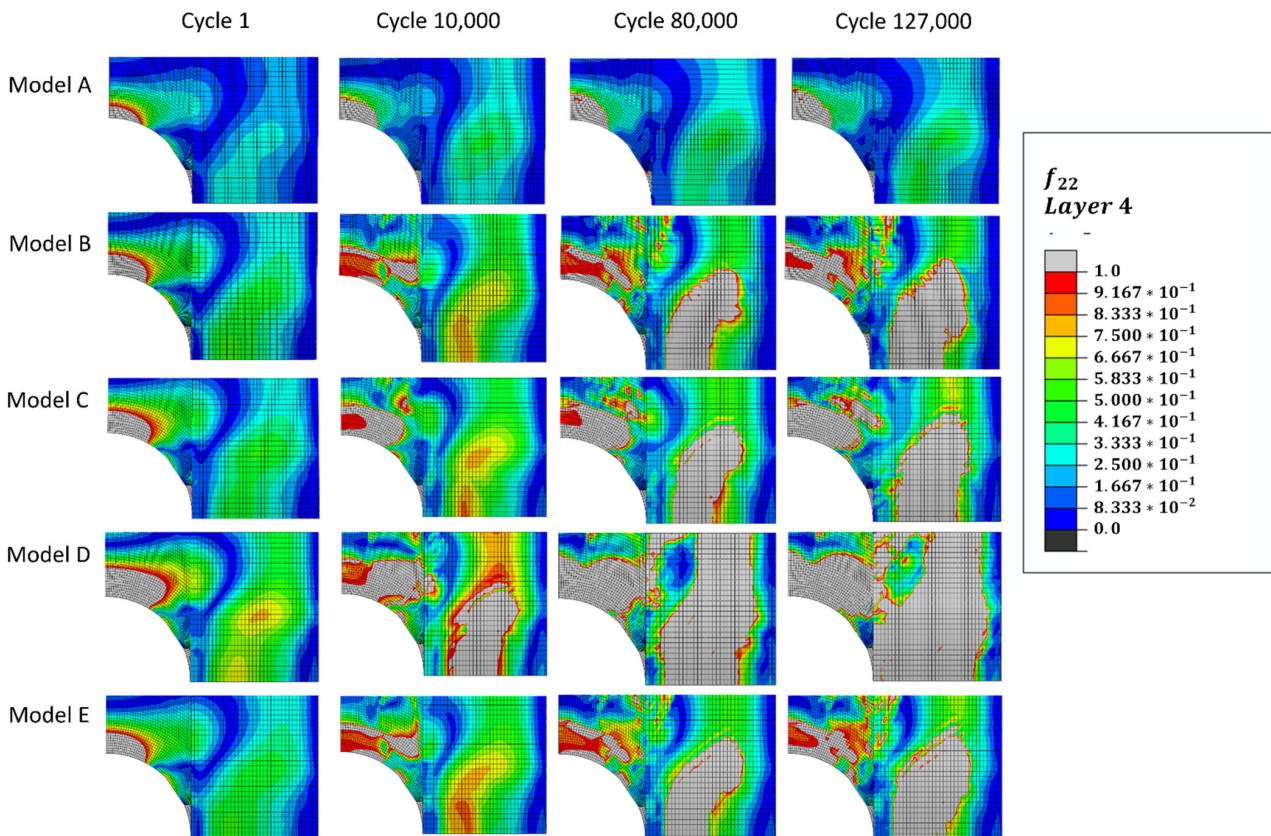 Cycle 1 Cycle 10,000 Cycle 80,000 Cycle 127,000
Model A
Model B
Model C
Model D
Model E
f₂₂
Layer 4
1.0
9.167 * 10⁻¹
8.333 * 10⁻¹
7.500 * 10⁻¹
6.667 * 10⁻¹
5.833 * 10⁻¹
5.000 * 10⁻¹
4.167 * 10⁻¹
3.333 * 10⁻¹
2.500 * 10⁻¹
1.667 * 10⁻¹
8.333 * 10⁻²
0.0